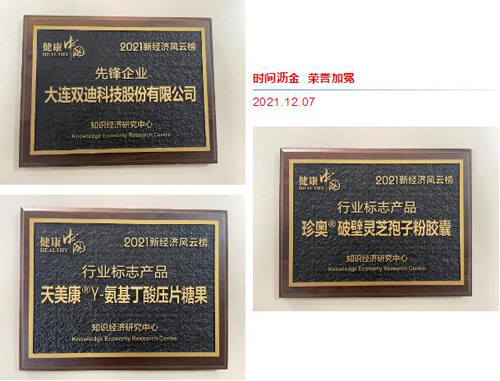 健康中国
HEALTHY
2021新经济风云榜
先锋企业
大连双迪科技股份有限公司
知识经济研究中心
Knowledge Economy Research Centre
时间沥金 荣誉加冕
2021.12.07
健康中国
HEALTHY
2021新经济风云榜
行业标志产品
天美康®γ-氨基丁酸压片糖果
知识经济研究中心
Knowledge Economy Research Centre
健康中国
HEALTHY
2021新经济风云榜
行业标志产品
珍奥®破壁灵芝孢子粉胶囊
知识经济研究中心
Knowledge Economy Research Centre